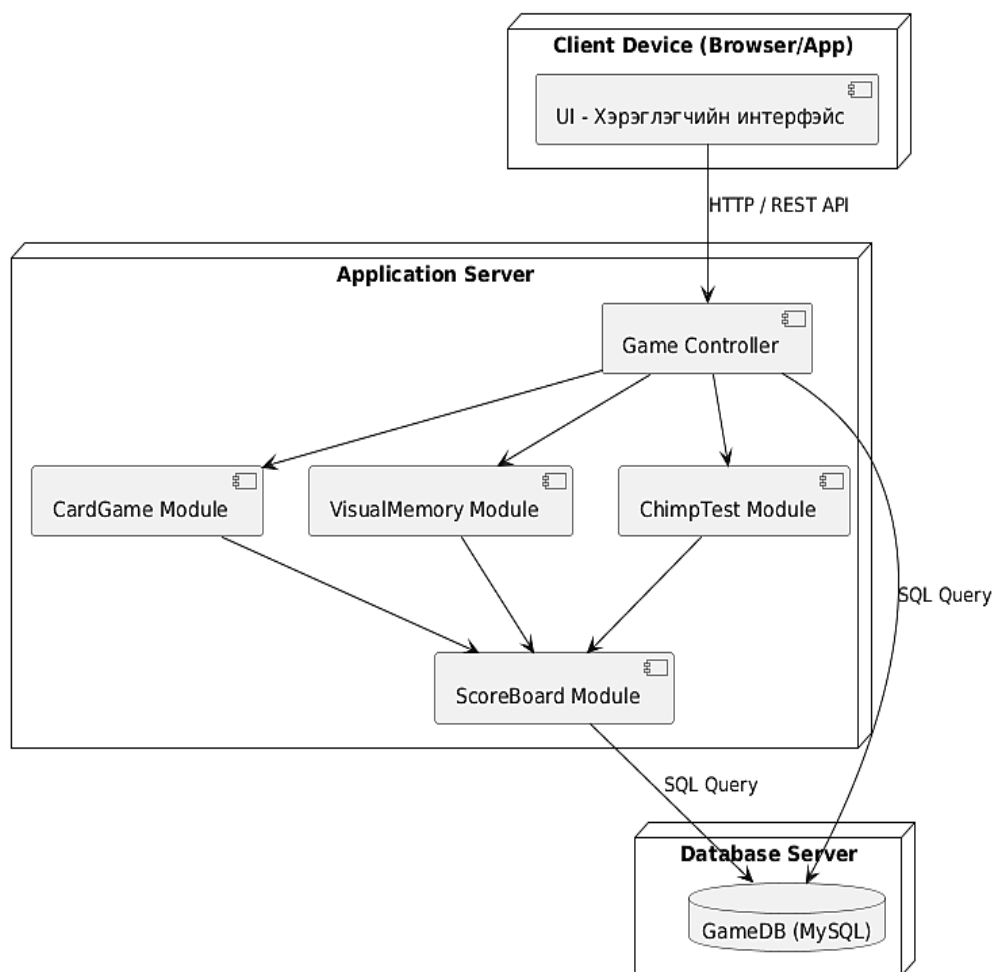 Client Device (Browser/App)
UI - Хэрэглэгчийн интерфэйс
HTTP / REST API
Application Server
Game Controller
CardGame Module
VisualMemory Module
ChimpTest Module
SQL Query
ScoreBoard Module
SQL Query
Database Server
GameDB (MySQL)